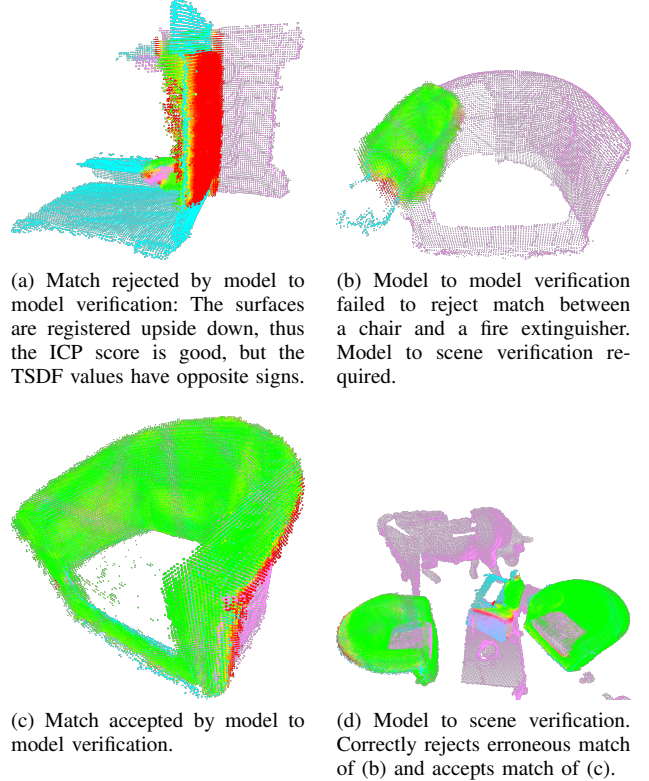 (a) Match rejected by model to
model verification: The surfaces
are registered upside down, thus
the ICP score is good, but the
TSDF values have opposite signs.
(b) Model to model verification
failed to reject match between
a chair and a fire extinguisher.
Model to scene verification re-
quired.
(c) Match accepted by model to
model verification.
(d) Model to scene verification.
Correctly rejects erroneous match
of (b) and accepts match of (c).